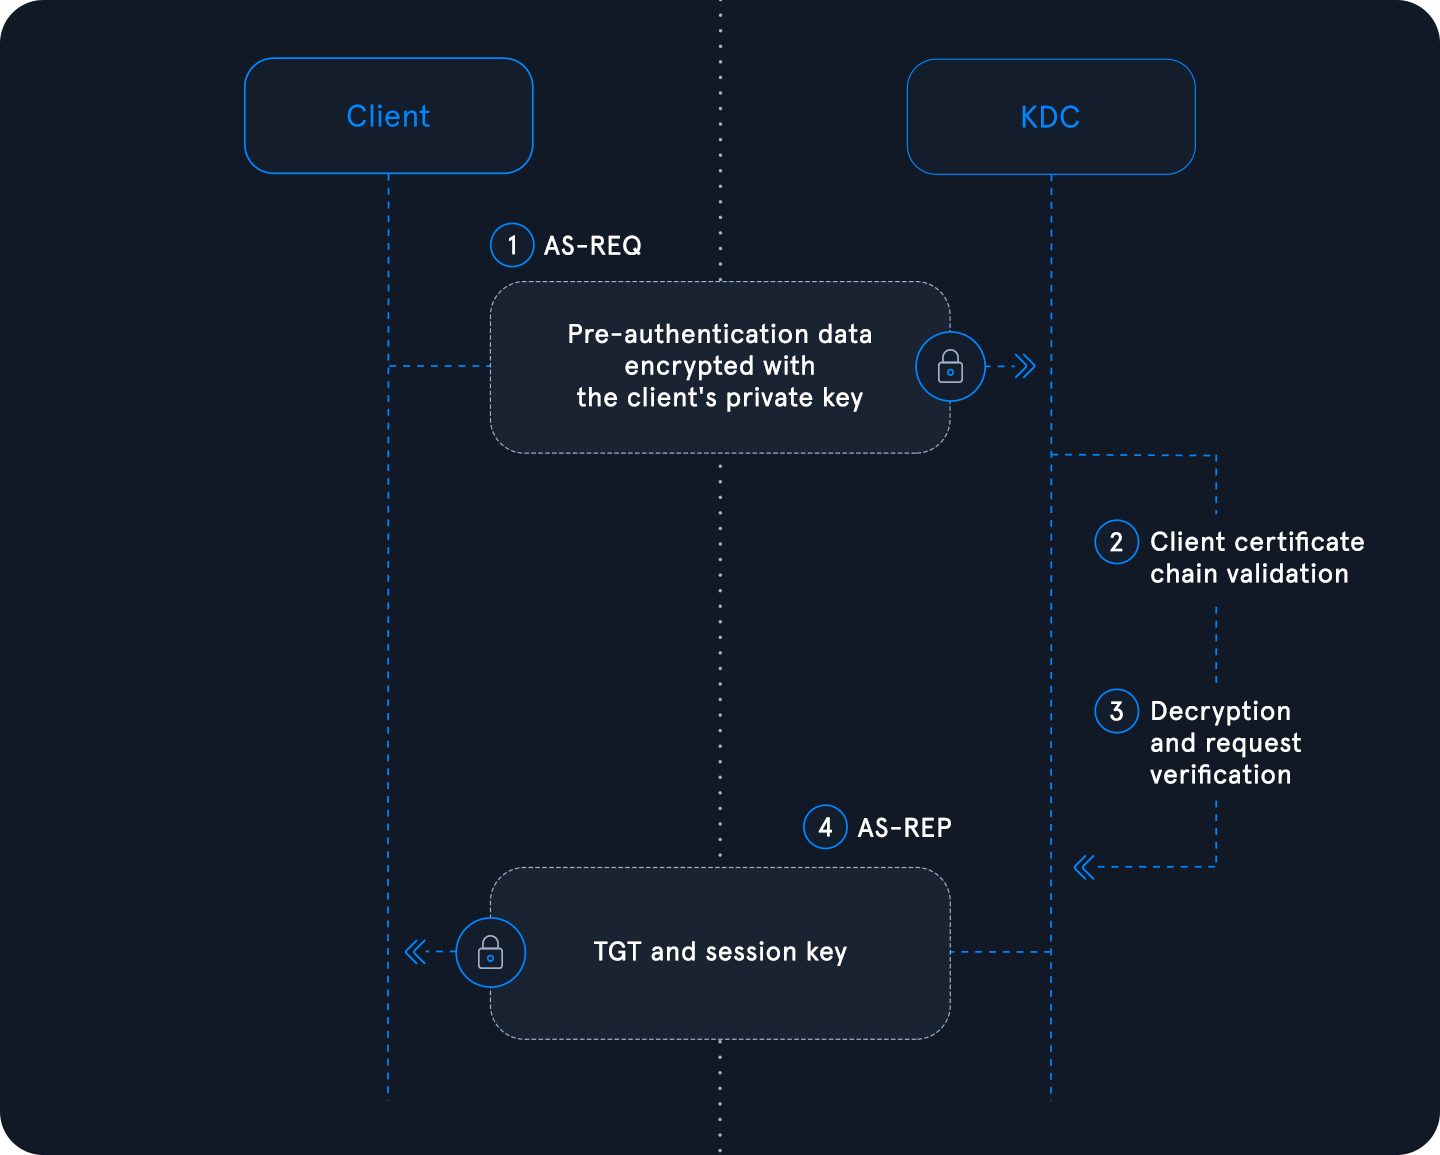 Client
KDC
1 AS-REQ
Pre-authentication data
encrypted with
the client's private key
2 Client certificate
chain validation
3 Decryption
and request
verification
4 AS-REP
TGT and session key